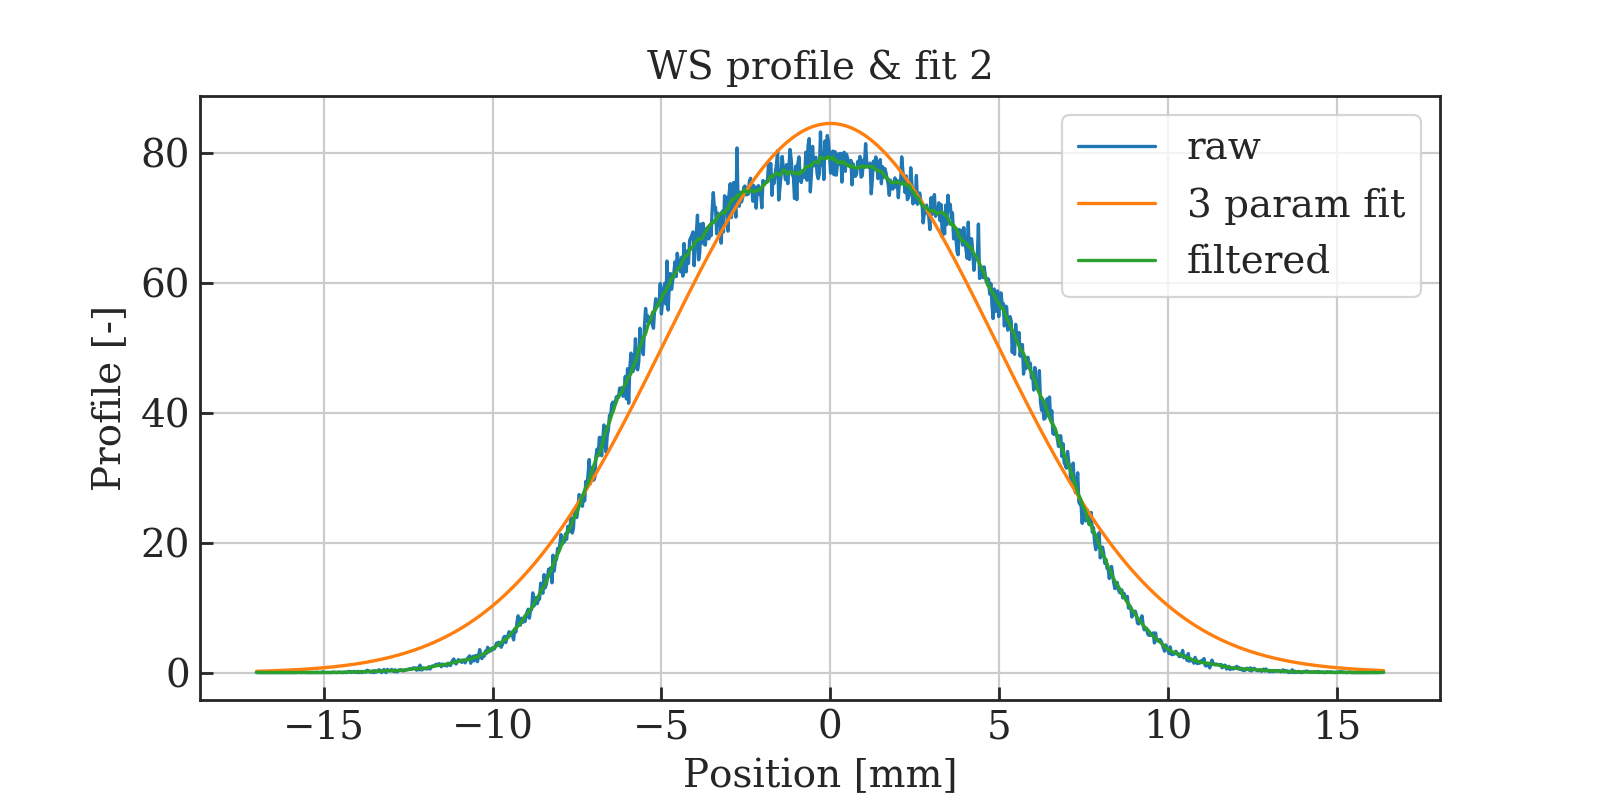 WS profile & fit 2
raw
3 param fit
filtered
Profile [-]
80
60
40
20
0
−15 −10 −5 0 5 10 15
Position [mm]